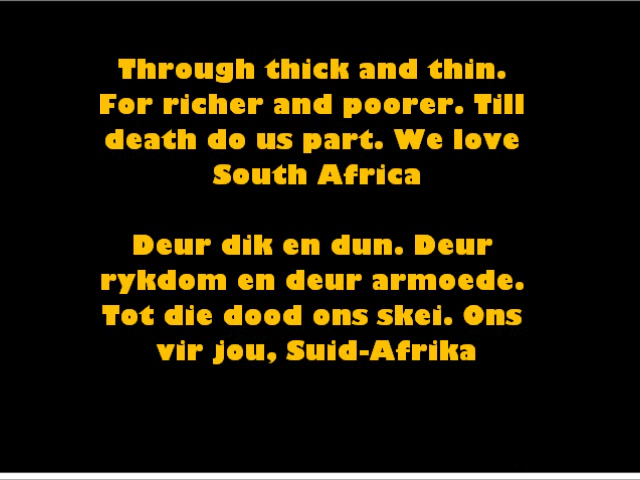 Through thick and thin.
For richer and poorer. Till
death do us part. We love
South Africa
Deur dik en dun. Deur
rykdom en deur armoede.
Tot die dood ons skei. Ons
vir jou, Suid-Afrika